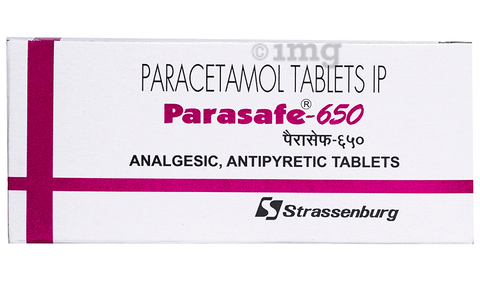 1mg
PARACETAMOL TABLETS IP
Parasafe®-650
पैरासेफ-६५०
ANALGESIC, ANTIPYRETIC TABLETS
Strassenburg